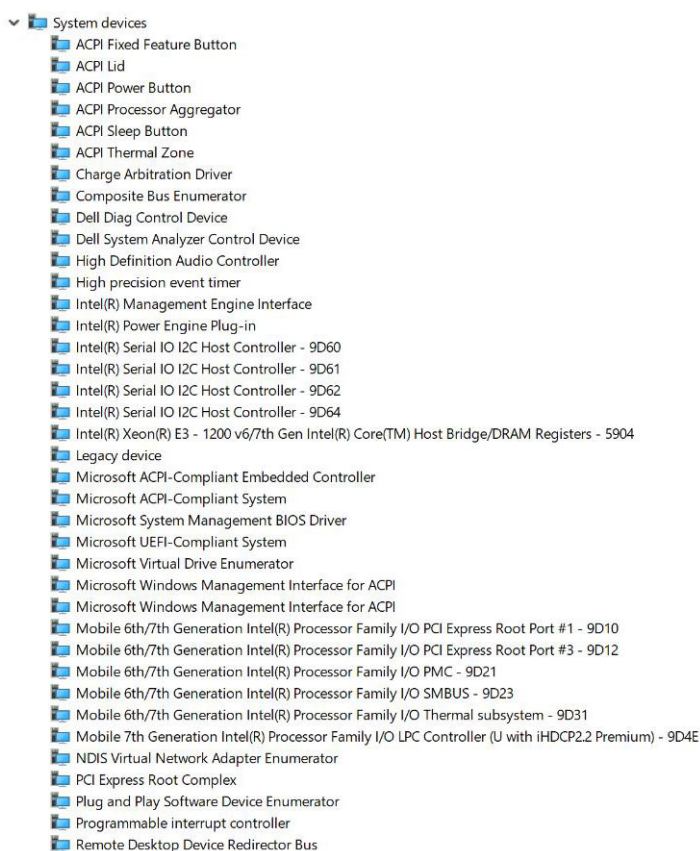 System devices
ACPI Fixed Feature Button
ACPI Lid
ACPI Power Button
ACPI Processor Aggregator
ACPI Sleep Button
ACPI Thermal Zone
Charge Arbitration Driver
Composite Bus Enumerator
Dell Diag Control Device
Dell System Analyzer Control Device
High Definition Audio Controller
High precision event timer
Intel(R) Management Engine Interface
Intel(R) Power Engine Plug-in
Intel(R) Serial IO I2C Host Controller - 9D60
Intel(R) Serial IO I2C Host Controller - 9D61
Intel(R) Serial IO I2C Host Controller - 9D62
Intel(R) Serial IO I2C Host Controller - 9D64
Intel(R) Xeon(R) E3 - 1200 v6/7th Gen Intel(R) Core(TM) Host Bridge/DRAM Registers - 5904
Legacy device
Microsoft ACPI-Compliant Embedded Controller
Microsoft ACPI-Compliant System
Microsoft System Management BIOS Driver
Microsoft UEFI-Compliant System
Microsoft Virtual Drive Enumerator
Microsoft Windows Management Interface for ACPI
Microsoft Windows Management Interface for ACPI
Mobile 6th/7th Generation Intel(R) Processor Family I/O PCI Express Root Port #1 - 9D10
Mobile 6th/7th Generation Intel(R) Processor Family I/O PCI Express Root Port #3 - 9D12
Mobile 6th/7th Generation Intel(R) Processor Family I/O PMC - 9D21
Mobile 6th/7th Generation Intel(R) Processor Family I/O SMBUS - 9D23
Mobile 6th/7th Generation Intel(R) Processor Family I/O Thermal subsystem - 9D31
Mobile 7th Generation Intel(R) Processor Family I/O LPC Controller (U with iHDCP2.2 Premium) - 9D4E
NDIS Virtual Network Adapter Enumerator
PCI Express Root Complex
Plug and Play Software Device Enumerator
Programmable interrupt controller
Remote Desktop Device Redirector Bus